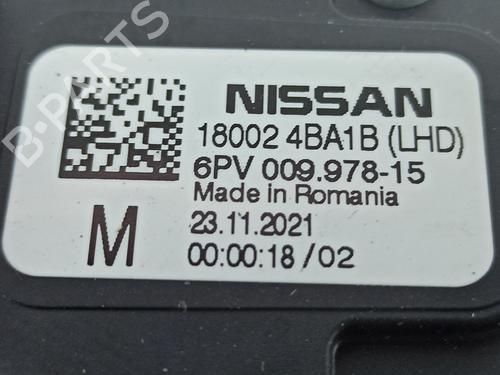 B-PARTS
NISSAN
18002 4BA1B (LHD)
6PV 009.978-15
Made in Romania
M
23.11.2021
00:00:18/02